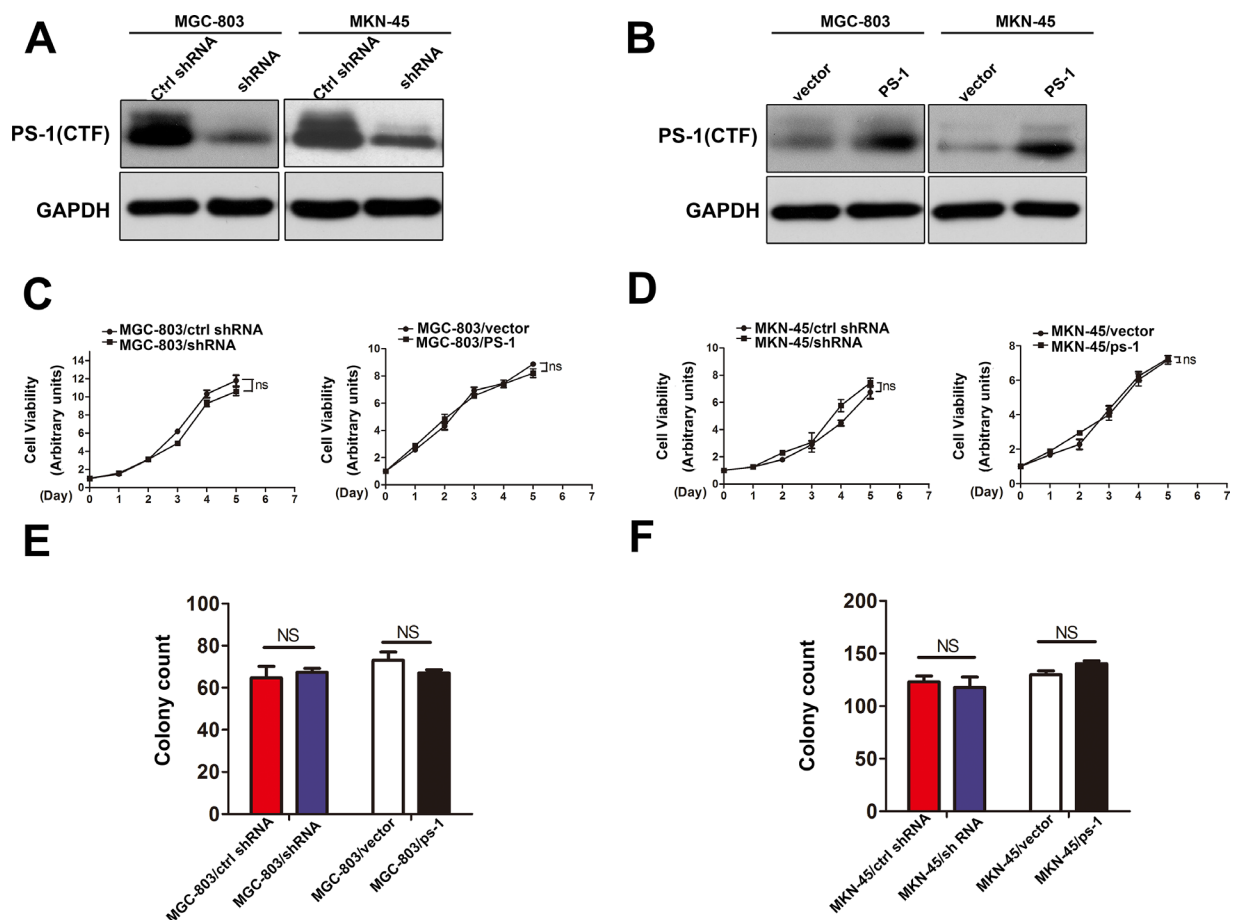 A
MGC-803
MKN-45
Ctrl shRNA
shRNA
Ctrl shRNA
shRNA
PS-1(CTF)
GAPDH
B
MGC-803
MKN-45
vector
PS-1
vector
PS-1
PS-1(CTF)
GAPDH
C
MGC-803/ctrl shRNA
MGC-803/shRNA
Cell Viability
(Arbitrary units)
14
12
10
8
6
4
2
0
ns
(Day)
0 1 2 3 4 5 6 7
MGC-803/vector
MGC-803/PS-1
Cell Viability
(Arbitrary units)
10
8
6
4
2
0
ns
(Day)
0 1 2 3 4 5 6 7
D
MKN-45/ctrl shRNA
MKN-45/shRNA
Cell Viability
(Arbitrary units)
10
8
6
4
2
0
ns
(Day)
0 1 2 3 4 5 6 7
MKN-45/vector
MKN-45/ps-1
Cell Viability
(Arbitrary units)
8
6
4
2
0
ns
(Day)
0 1 2 3 4 5 6 7
E
Colony count
100
80
60
40
20
0
NS
NS
MGC-803/ctrl shRNA
MGC-803/shRNA
MGC-803/vector
MGC-803/ps-1
F
Colony count
200
150
100
50
0
NS
NS
MKN-45/ctrl shRNA
MKN-45/sh RNA
MKN-45/vector
MKN-45/ps-1